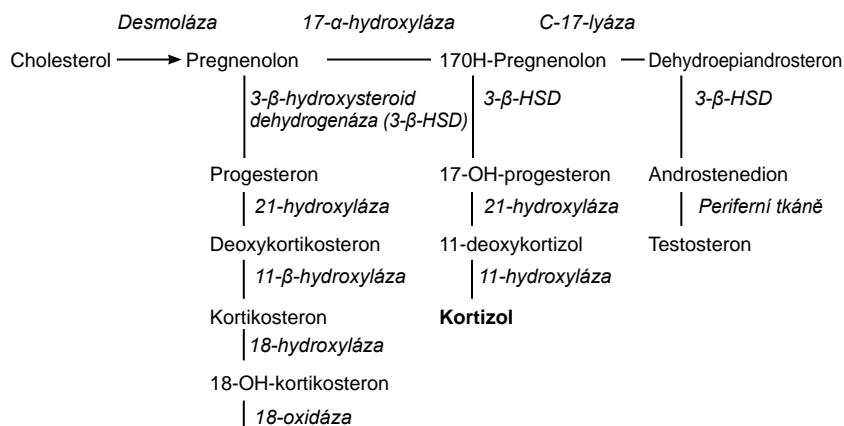 Desmoláza 17-α-hydroxyláza C-17-lyáza
Cholesterol Pregnenolon 170H-Pregnenolon Dehydroepiandrosteron
3-β-hydroxysteroid 3-β-HSD 3-β-HSD
dehydrogenáza (3-β-HSD)
Progesteron 17-OH-progesteron Androstenedion
21-hydroxyláza 21-hydroxyláza Periferní tkáně
Deoxykortikosteron 11-deoxykortizol Testosteron
11-β-hydroxyláza 11-hydroxyláza
Kortikosteron Kortizol
18-hydroxyláza
18-OH-kortikosteron
18-oxidáza